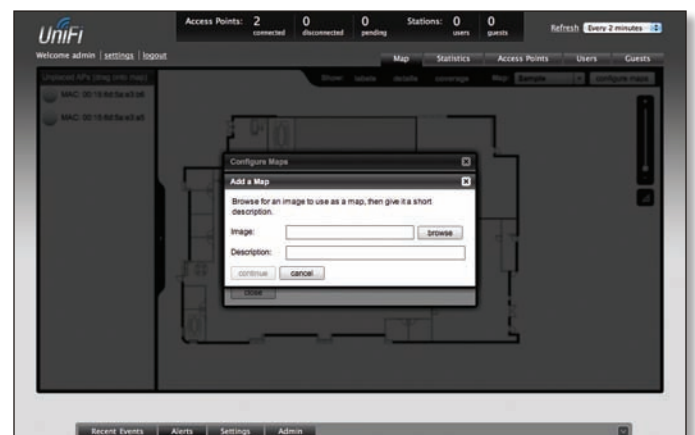 UniFi
Access Points: 2 connected 0 disconnected 0 pending Stations: 0 users 0 guests
Refresh Every 2 minutes
Welcome admin | settings | logout
Map Statistics Access Points Users Guests
Unplaced APs (drag onto map)
Show: labels details coverage Map: Sample configure maps
Configure Maps
Add a Map
Browse for an image to use as a map, then give it a short
description.
Image: browse
Description:
continue cancel
close
Recent Events Alerts Settings Admin